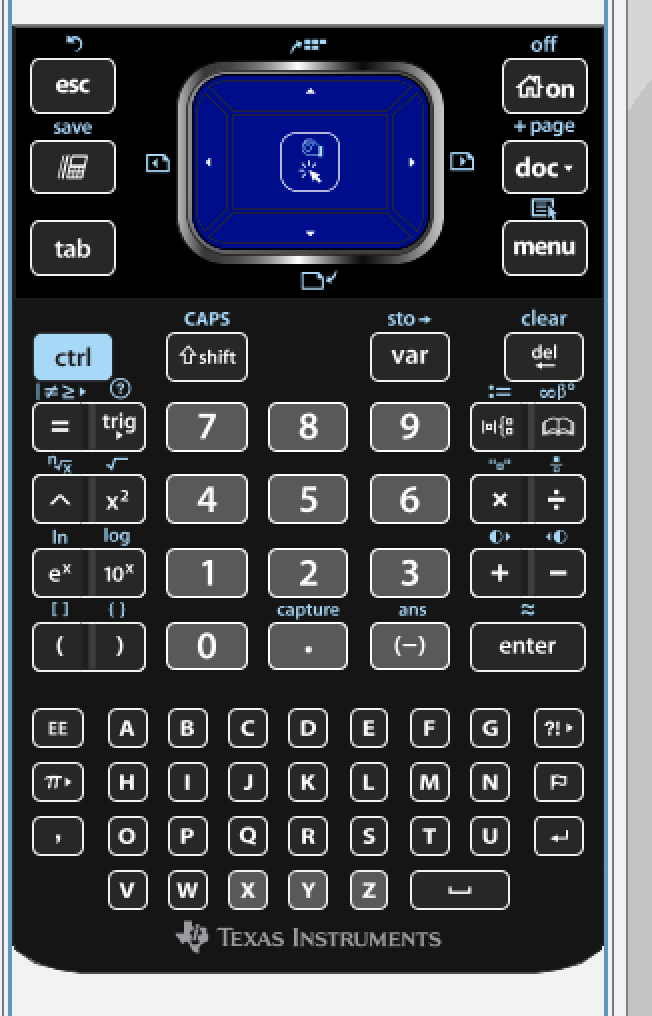 off
esc on
save + page
doc
tab menu
CAPS sto→ clear
ctrl ⇧shift var del
|≠≥▸ ? := ∞β°
= trig 7 8 9
ⁿ√x √ "▫" ▫/▫
^ x² 4 5 6 × ÷
ln log
eˣ 10ˣ 1 2 3 + −
[ ] { } capture ans ≈
( ) 0 . (−) enter
EE A B C D E F G ?!▸
π▸ H I J K L M N
, O P Q R S T U ↵
V W X Y Z
TEXAS INSTRUMENTS